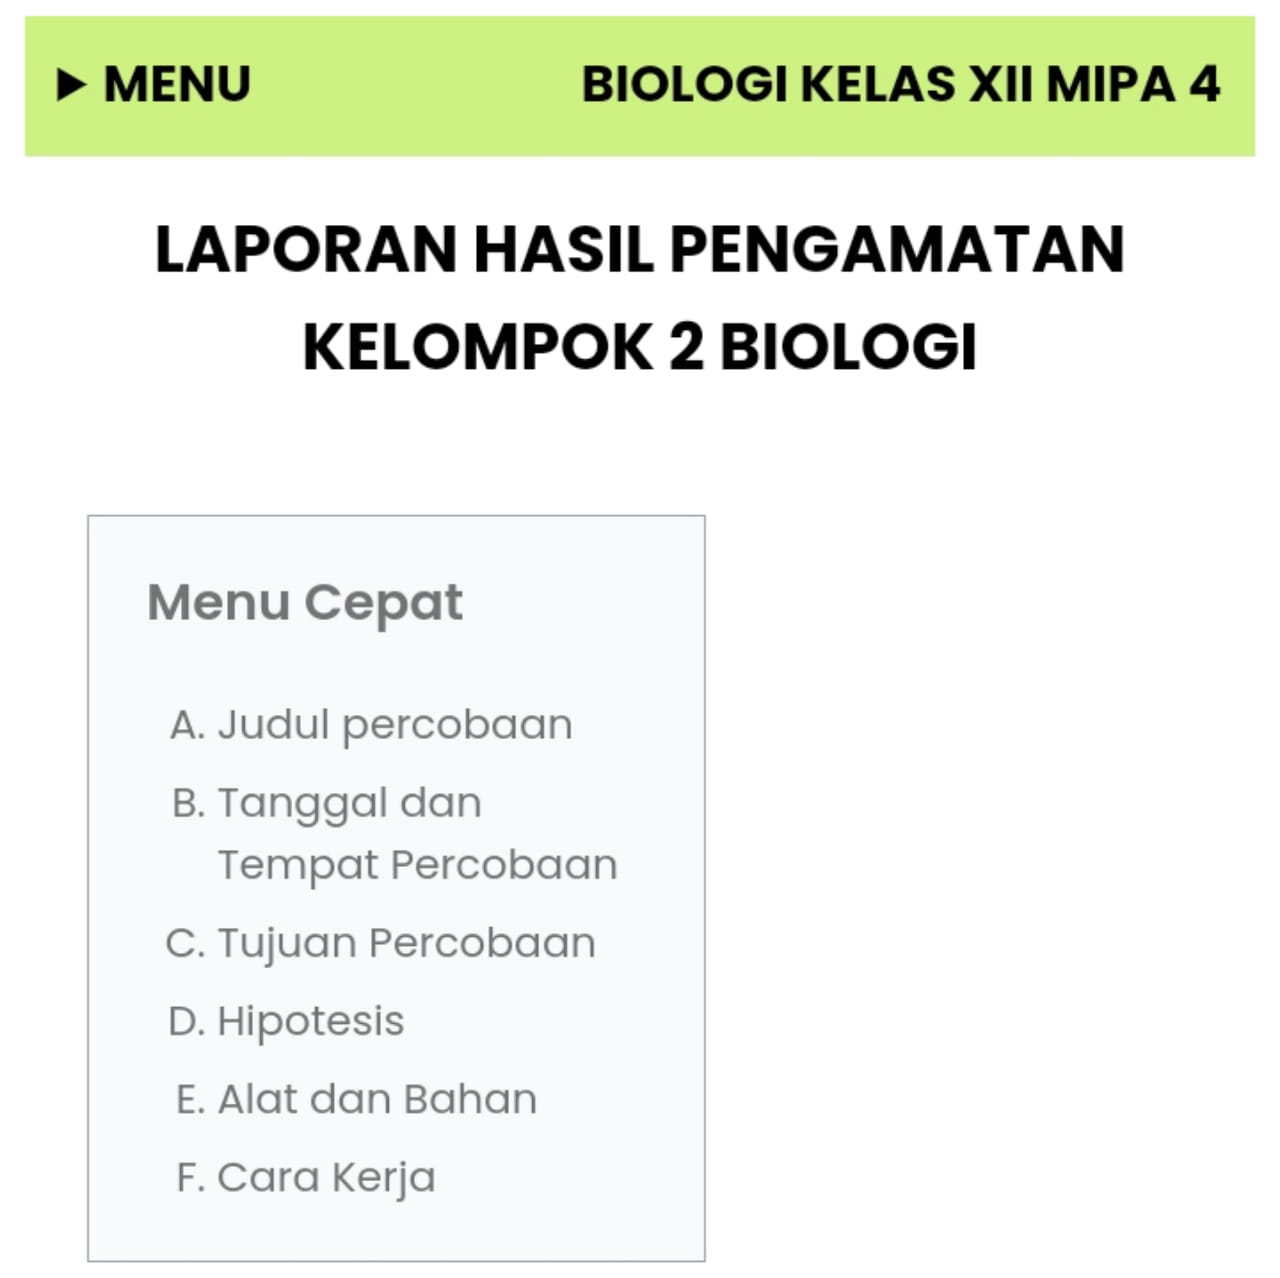 ▶ MENU BIOLOGI KELAS XII MIPA 4
LAPORAN HASIL PENGAMATAN
KELOMPOK 2 BIOLOGI
Menu Cepat
A. Judul percobaan
B. Tanggal dan
Tempat Percobaan
C. Tujuan Percobaan
D. Hipotesis
E. Alat dan Bahan
F. Cara Kerja